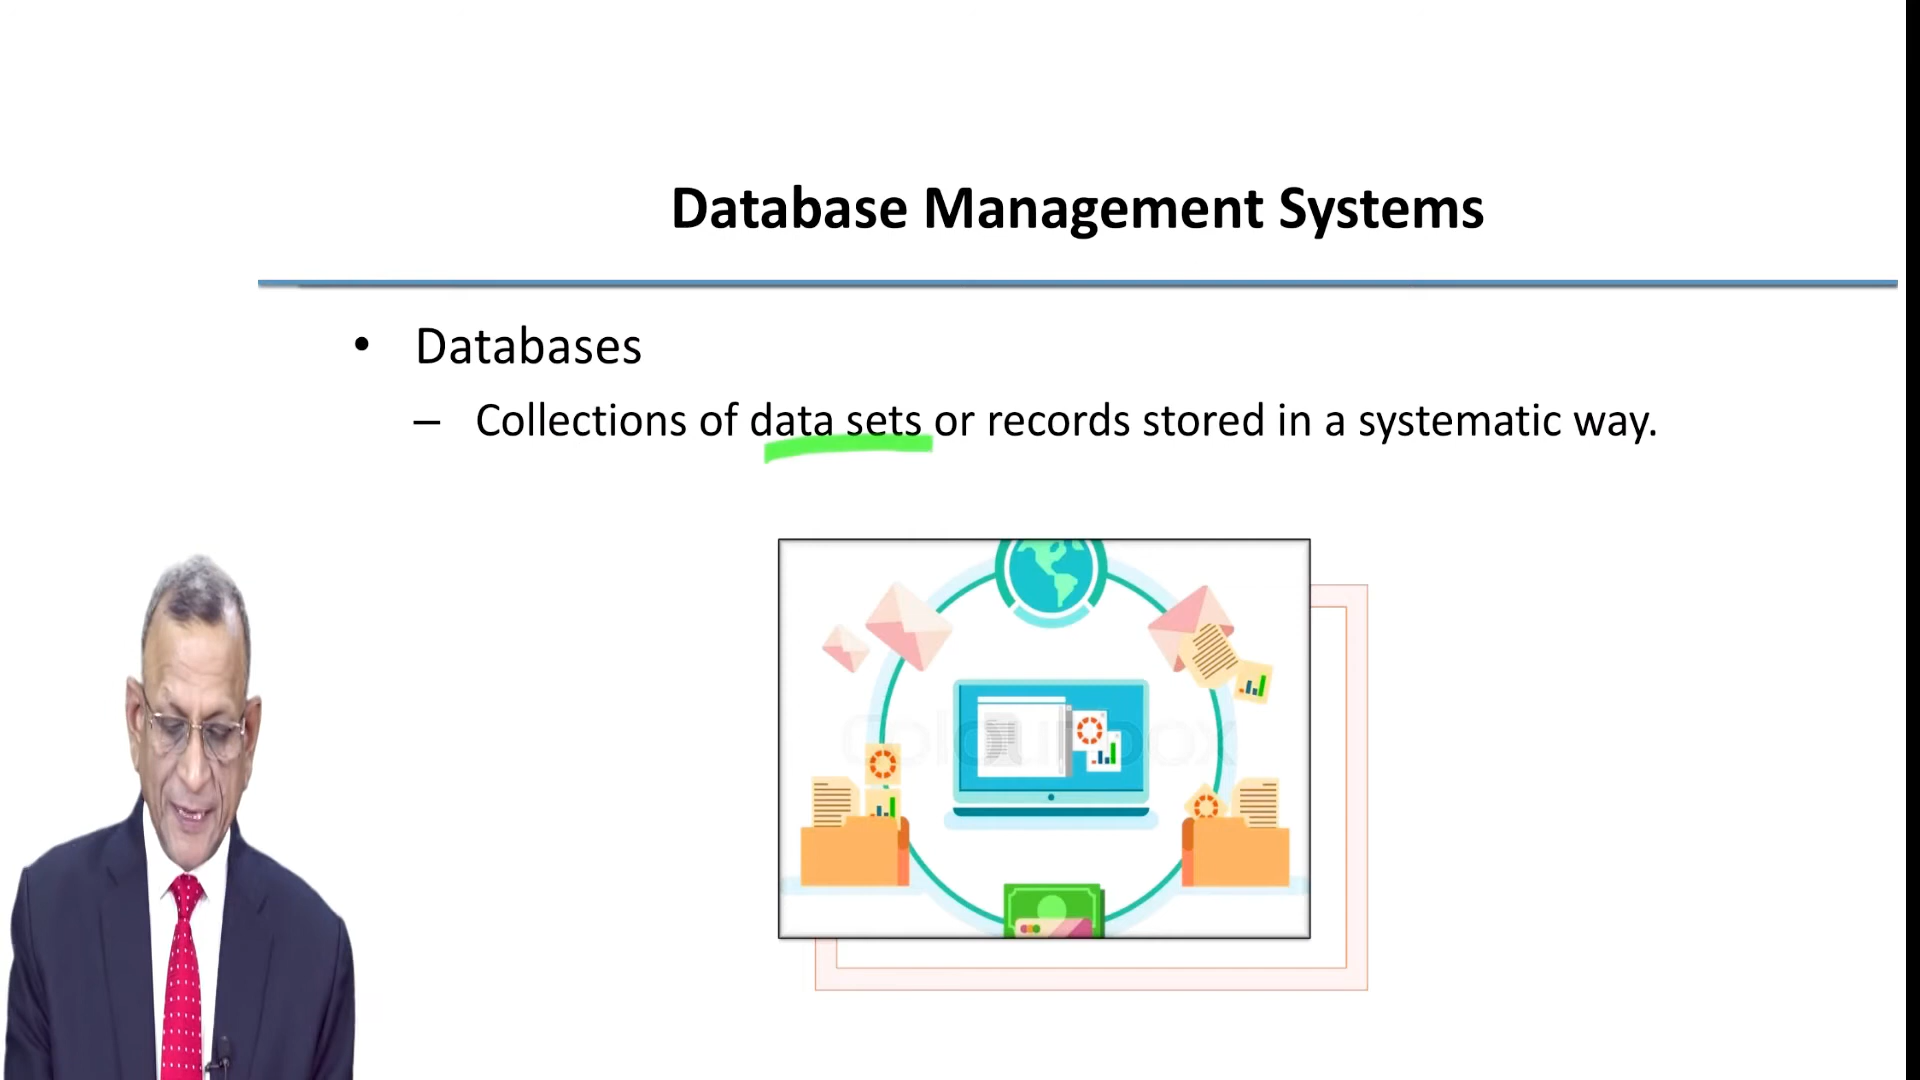 Database Management Systems
• Databases
– Collections of data sets or records stored in a systematic way.